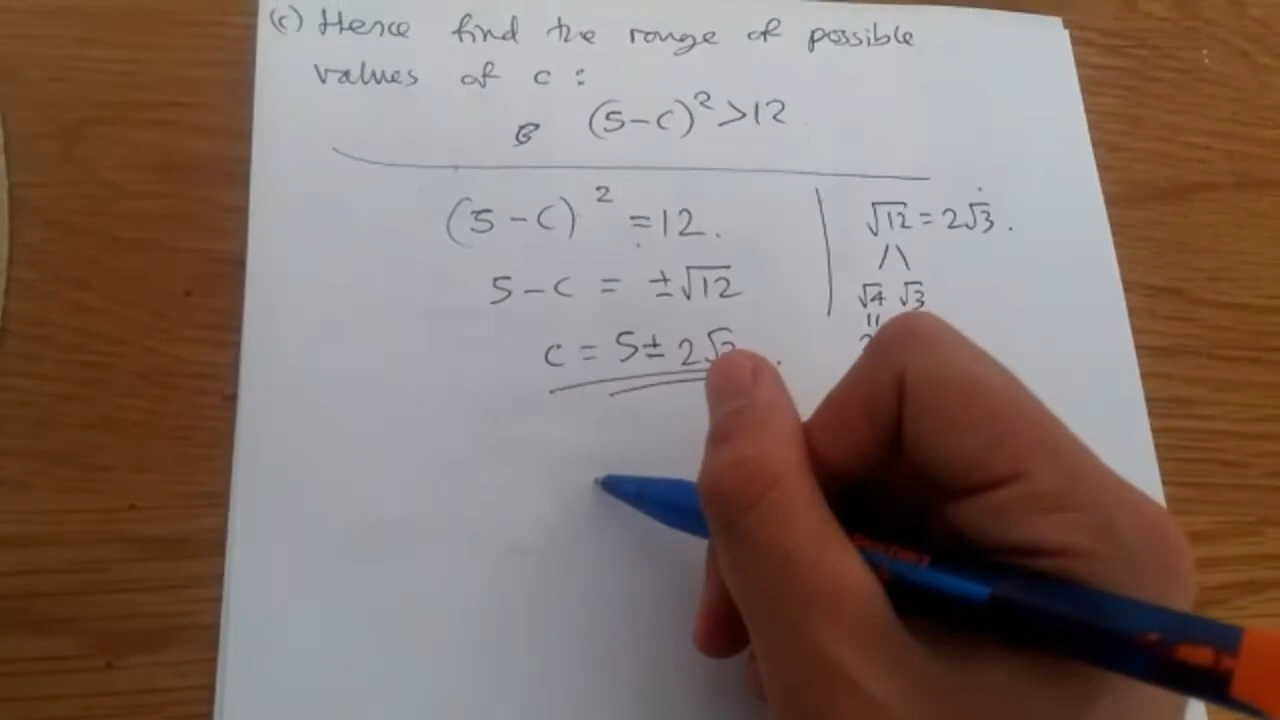 (c) Hence find the range of possible
values of c :
(5-c)² >12
(5-c)² =12.
5-c = ±√12
c = 5± 2√
√12 = 2√3 .
√4 √3